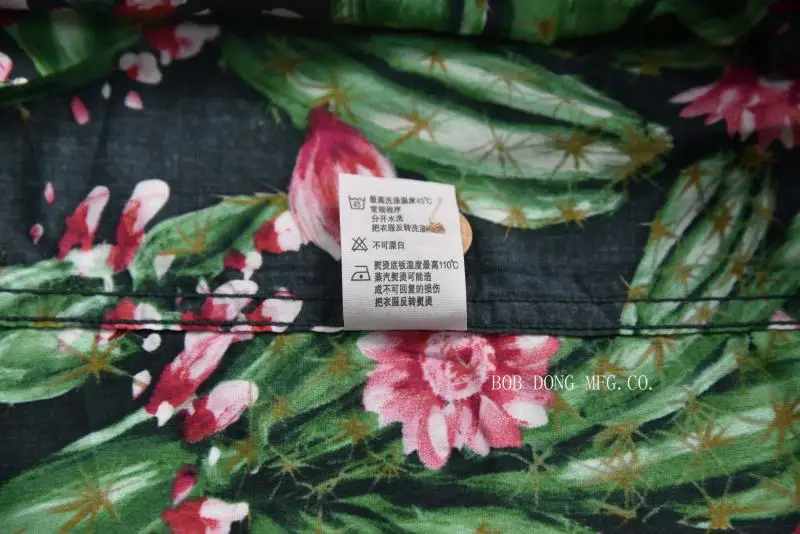 45
最高洗涤温度45℃
常规程序
分开水洗
把衣服反转洗涤
不可漂白
熨烫底板温度最高110℃
蒸汽熨烫可能造
成不可回复的损伤
把衣服反转熨烫
BOB DONG MFG.CO.